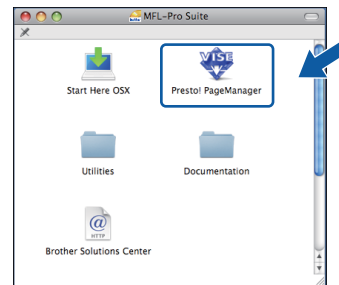 MFL-Pro Suite
Start Here OSX
VISE
Presto! PageManager
Utilities
Documentation
@
HTTP
Brother Solutions Center